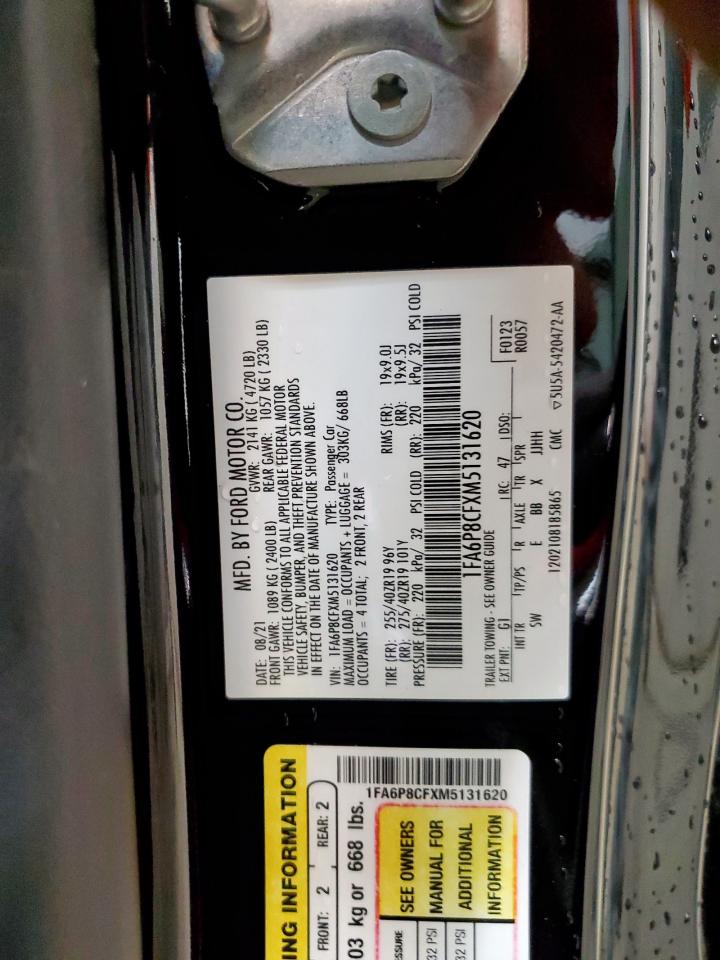 MFD. BY FORD MOTOR CO.
DATE: 08/21 GVWR: 2141 KG ( 4720 LB)
FRONT GAWR: 1089 KG ( 2400 LB) REAR GAWR: 1057 KG ( 2330 LB)
THIS VEHICLE CONFORMS TO ALL APPLICABLE FEDERAL MOTOR
VEHICLE SAFETY, BUMPER, AND THEFT PREVENTION STANDARDS
IN EFFECT ON THE DATE OF MANUFACTURE SHOWN ABOVE.
VIN: 1FA6P8CFXM5131620 TYPE: Passenger Car
MAXIMUM LOAD = OCCUPANTS + LUGGAGE = 303KG/ 668LB
OCCUPANTS = 4 TOTAL; 2 FRONT, 2 REAR
TIRE (FR): 255/40ZR19 96Y RIMS (FR): 19x9.0J
(RR): 275/40ZR19 101Y (RR): 19x9.5J
PRESSURE (FR): 220 kPa/ 32 PSI COLD (RR): 220 kPa/ 32 PSI COLD
1FA6P8CFXM5131620
TRAILER TOWING - SEE OWNER GUIDE
EXT PNT: G1 RC: 47 DSO: F0123
R0057
INT TR TP/PS R AXLE TR SPR
5W E BB X JJHH
1202108185865 CMC ▽5U5A-5420472-AA
ING INFORMATION
FRONT: 2 REAR: 2
03 kg or 668 lbs.
1FA6P8CFXM5131620
SSURE
32 PSI
32 PSI
SEE OWNERS
MANUAL FOR
ADDITIONAL
INFORMATION